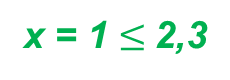 x = 1 ≤ 2,3